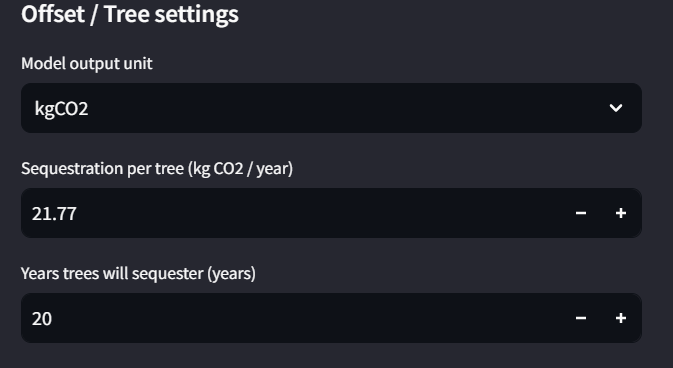 Offset / Tree settings
Model output unit
kgCO2
Sequestration per tree (kg CO2 / year)
21.77
Years trees will sequester (years)
20